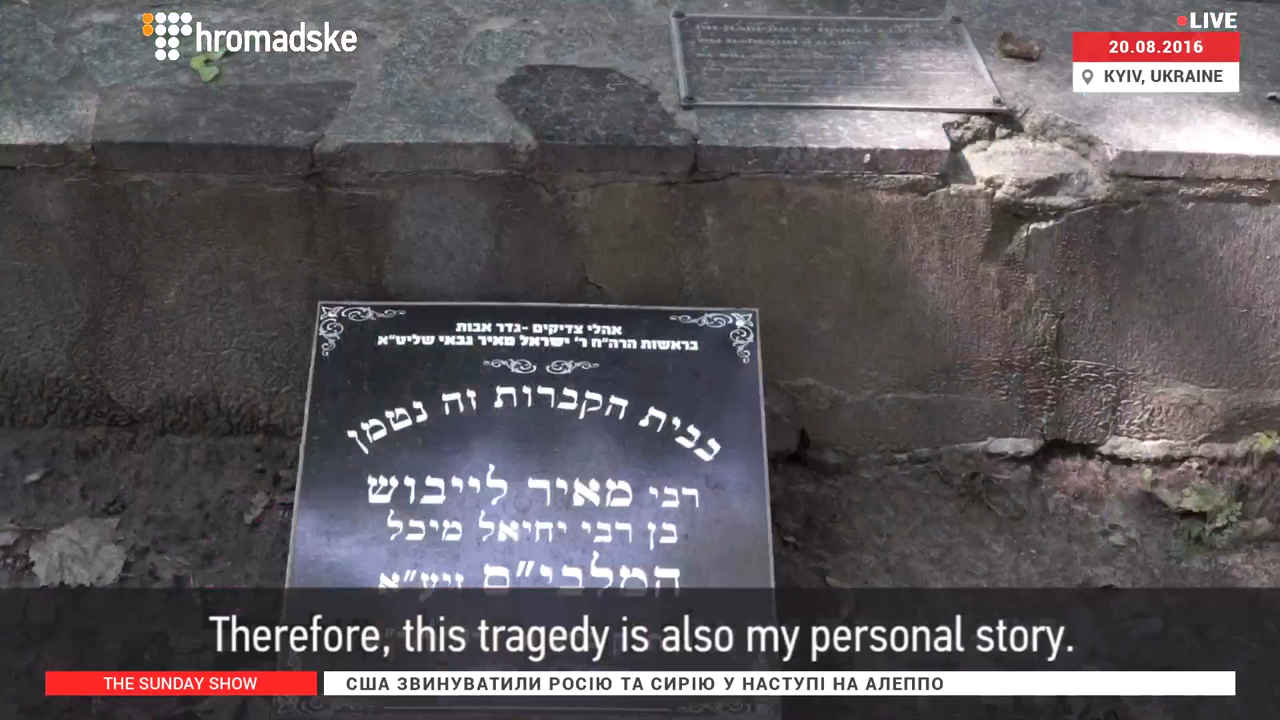 hromadske
LIVE
20.08.2016
KYIV, UKRAINE
אהלי צדיקים -גדר אבות
בראשות הרה"ח ר' ישראל מאיר גבאי שליט"א
בבית הקברות זה נטמן
רבי מאיר לייבוש
בן רבי יחיאל מיכל
המלבי"ם זיע"א
Therefore, this tragedy is also my personal story.
THE SUNDAY SHOW
США ЗВИНУВАТИЛИ РОСІЮ ТА СИРІЮ У НАСТУПІ НА АЛЕППО